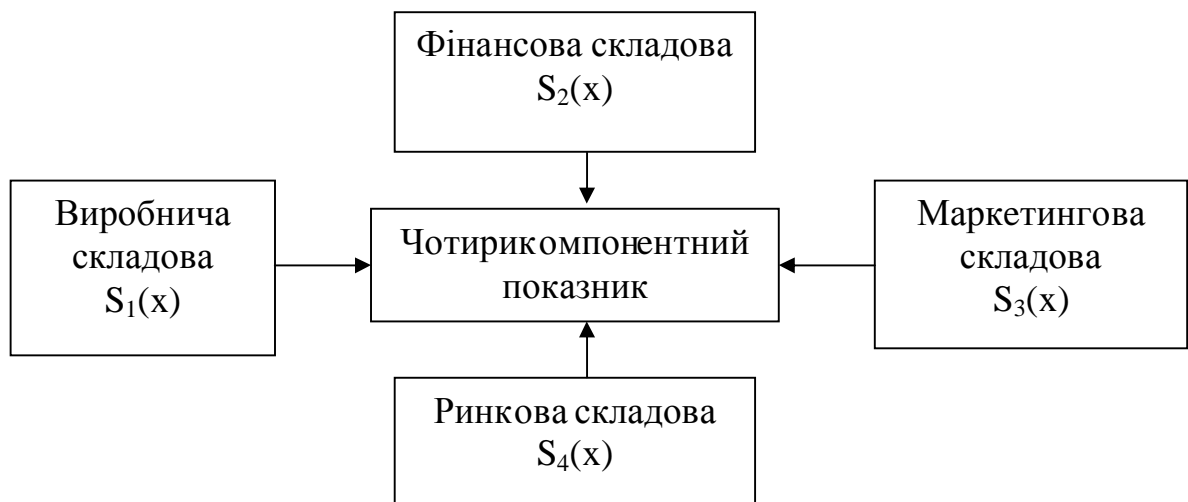 Фінансова складова
S₂(x)
Виробнича
складова
S₁(x)
Чотирикомпонентний
показник
Маркетингова
складова
S₃(x)
Ринкова складова
S₄(x)